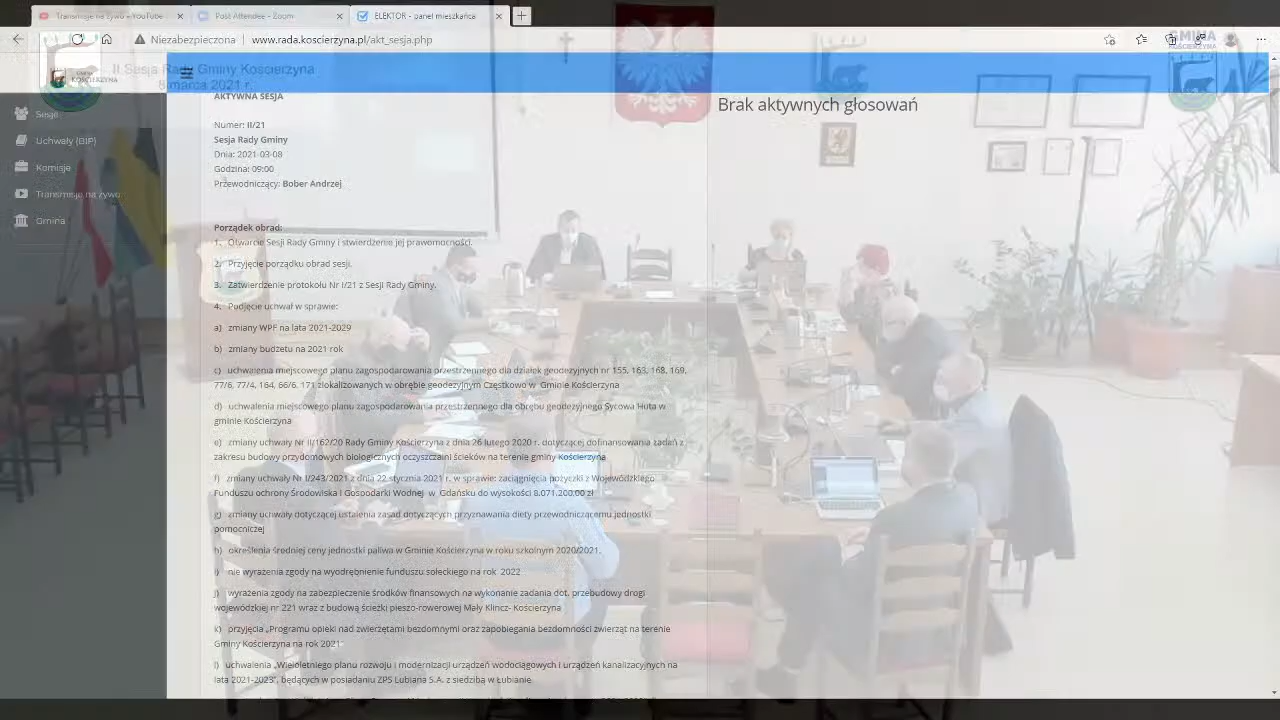 Transmisje na żywo – YouTube
Post Attendee - Zoom
ELEKTOR - panel mieszkańca
Niezabezpieczona
www.rada.koscierzyna.pl/akt_sesja.php
GMINA
KOŚCIERZYNA
II Sesja Rady Gminy Kościerzyna
8 marca 2021 r.
Sesje
Uchwały (BIP)
Komisje
Transmisje na żywo
Gmina
AKTYWNA SESJA
Numer: II/21
Sesja Rady Gminy
Dnia: 2021-03-08
Godzina: 09:00
Przewodniczący: Bober Andrzej
Porządek obrad:
1. Otwarcie Sesji Rady Gminy i stwierdzenie jej prawomocności.
2. Przyjęcie porządku obrad sesji.
3. Zatwierdzenie protokołu Nr I/21 z Sesji Rady Gminy.
4. Podjęcie uchwał w sprawie:
a) zmiany WPF na lata 2021-2029
b) zmiany budżetu na 2021 rok
c) uchwalenia miejscowego planu zagospodarowania przestrzennego dla działek geodezyjnych nr 155, 163, 168, 169,
77/6, 77/4, 164, 66/6, 171 zlokalizowanych w obrębie geodezyjnym Częstkowo w Gminie Kościerzyna
d) uchwalenia miejscowego planu zagospodarowania przestrzennego dla obrębu geodezyjnego Sycowa Huta w
gminie Kościerzyna
e) zmiany uchwały Nr II/162/20 Rady Gminy Kościerzyna z dnia 26 lutego 2020 r. dotyczącej dofinansowania zadań z
zakresu budowy przydomowych biologicznych oczyszczalni ścieków na terenie gminy Kościerzyna
f) zmiany uchwały Nr I/243/2021 z dnia 22 stycznia 2021 r. w sprawie: zaciągnięcia pożyczki z Wojewódzkiego
Funduszu ochrony Środowiska i Gospodarki Wodnej w Gdańsku do wysokości 8.071.200,00 zł
g) zmiany uchwały dotyczącej ustalenia zasad dotyczących przyznawania diety przewodniczącemu jednostki
pomocniczej
h) określenia średniej ceny jednostki paliwa w Gminie Kościerzyna w roku szkolnym 2020/2021.
i) nie wyrażenia zgody na wyodrębnienie funduszu sołeckiego na rok 2022
j) wyrażenia zgody na zabezpieczenie środków finansowych na wykonanie zadania dot. przebudowy drogi
wojewódzkiej nr 221 wraz z budową ścieżki pieszo-rowerowej Mały Klincz- Kościerzyna
k) przyjęcia „Programu opieki nad zwierzętami bezdomnymi oraz zapobiegania bezdomności zwierząt na terenie
Gminy Kościerzyna na rok 2021"
l) uchwalenia „Wieloletniego planu rozwoju i modernizacji urządzeń wodociągowych i urządzeń kanalizacyjnych na
lata 2021-2023", będących w posiadaniu ZPS Lubiana S.A. z siedzibą w Łubianie
Brak aktywnych głosowań